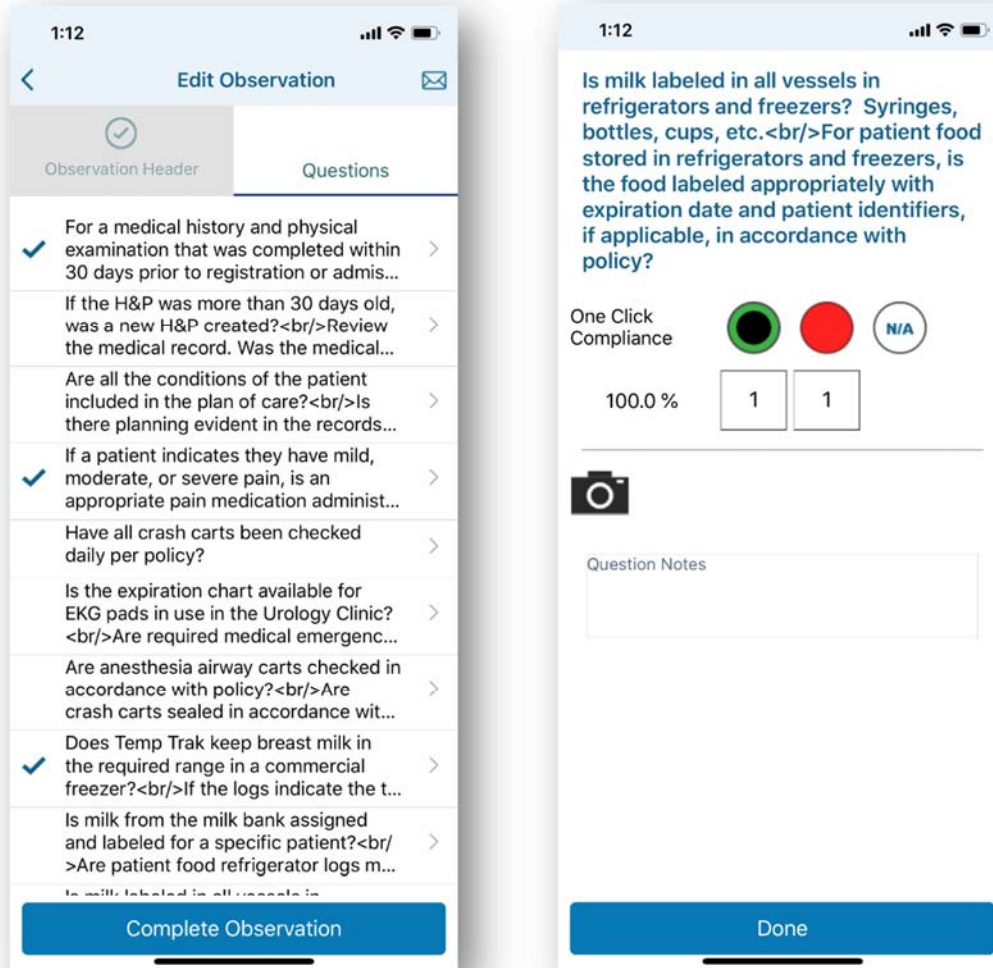 1:12
Edit Observation
Observation Header
Questions
For a medical history and physical
examination that was completed within
30 days prior to registration or admis...
If the H&P was more than 30 days old,
was a new H&P created?<br/>Review
the medical record. Was the medical...
Are all the conditions of the patient
included in the plan of care?<br/>Is
there planning evident in the records...
If a patient indicates they have mild,
moderate, or severe pain, is an
appropriate pain medication administ...
Have all crash carts been checked
daily per policy?
Is the expiration chart available for
EKG pads in use in the Urology Clinic?
<br/>Are required medical emergenc...
Are anesthesia airway carts checked in
accordance with policy?<br/>Are
crash carts sealed in accordance wit...
Does Temp Trak keep breast milk in
the required range in a commercial
freezer?<br/>If the logs indicate the t...
Is milk from the milk bank assigned
and labeled for a specific patient?<br/
>Are patient food refrigerator logs m...
Is milk labeled in all vessels in
Complete Observation
1:12
Is milk labeled in all vessels in
refrigerators and freezers? Syringes,
bottles, cups, etc.<br/>For patient food
stored in refrigerators and freezers, is
the food labeled appropriately with
expiration date and patient identifiers,
if applicable, in accordance with
policy?
One Click
Compliance
N/A
100.0 %
1
1
Question Notes
Done